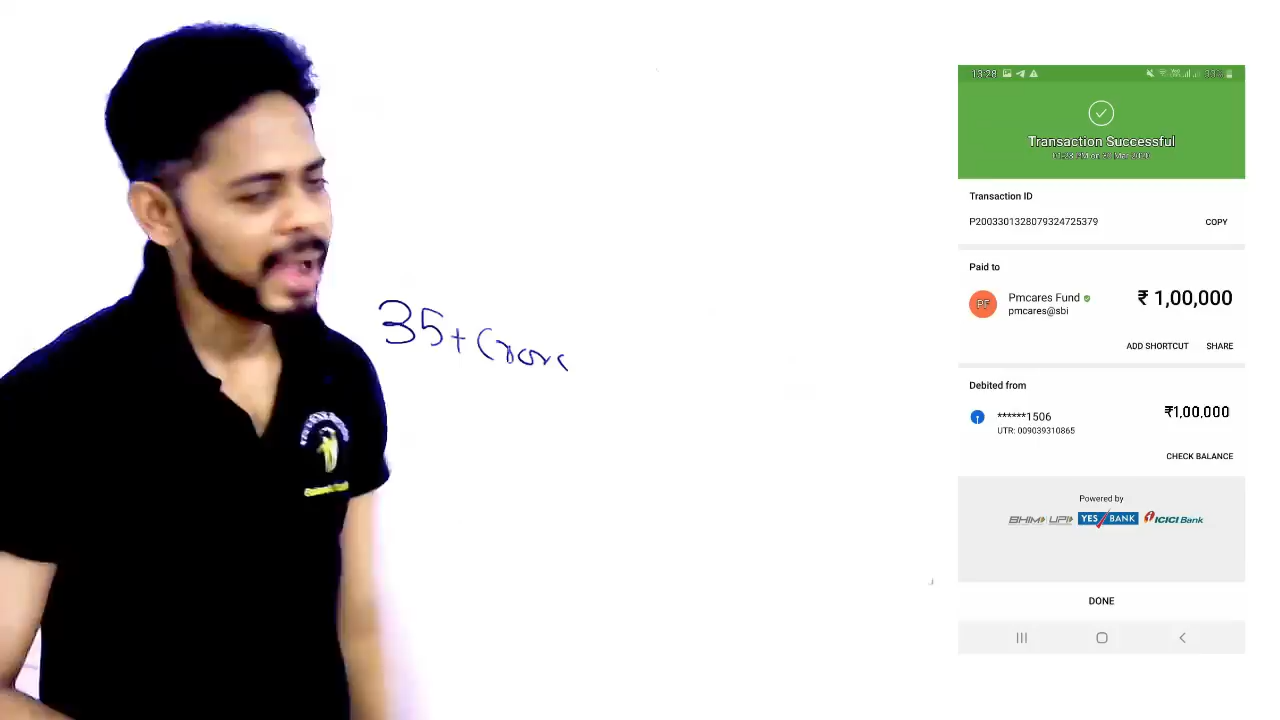 35+ Crore
13:28
Transaction Successful
Transaction ID
P2003301328079324725379
COPY
Paid to
PF
Pmcares Fund
₹ 1,00,000
pmcares@sbi
ADD SHORTCUT
SHARE
Debited from
******1506
₹1,00,000
UTR: 009039310865
CHECK BALANCE
Powered by
BHIM UPI YES BANK ICICI Bank
DONE